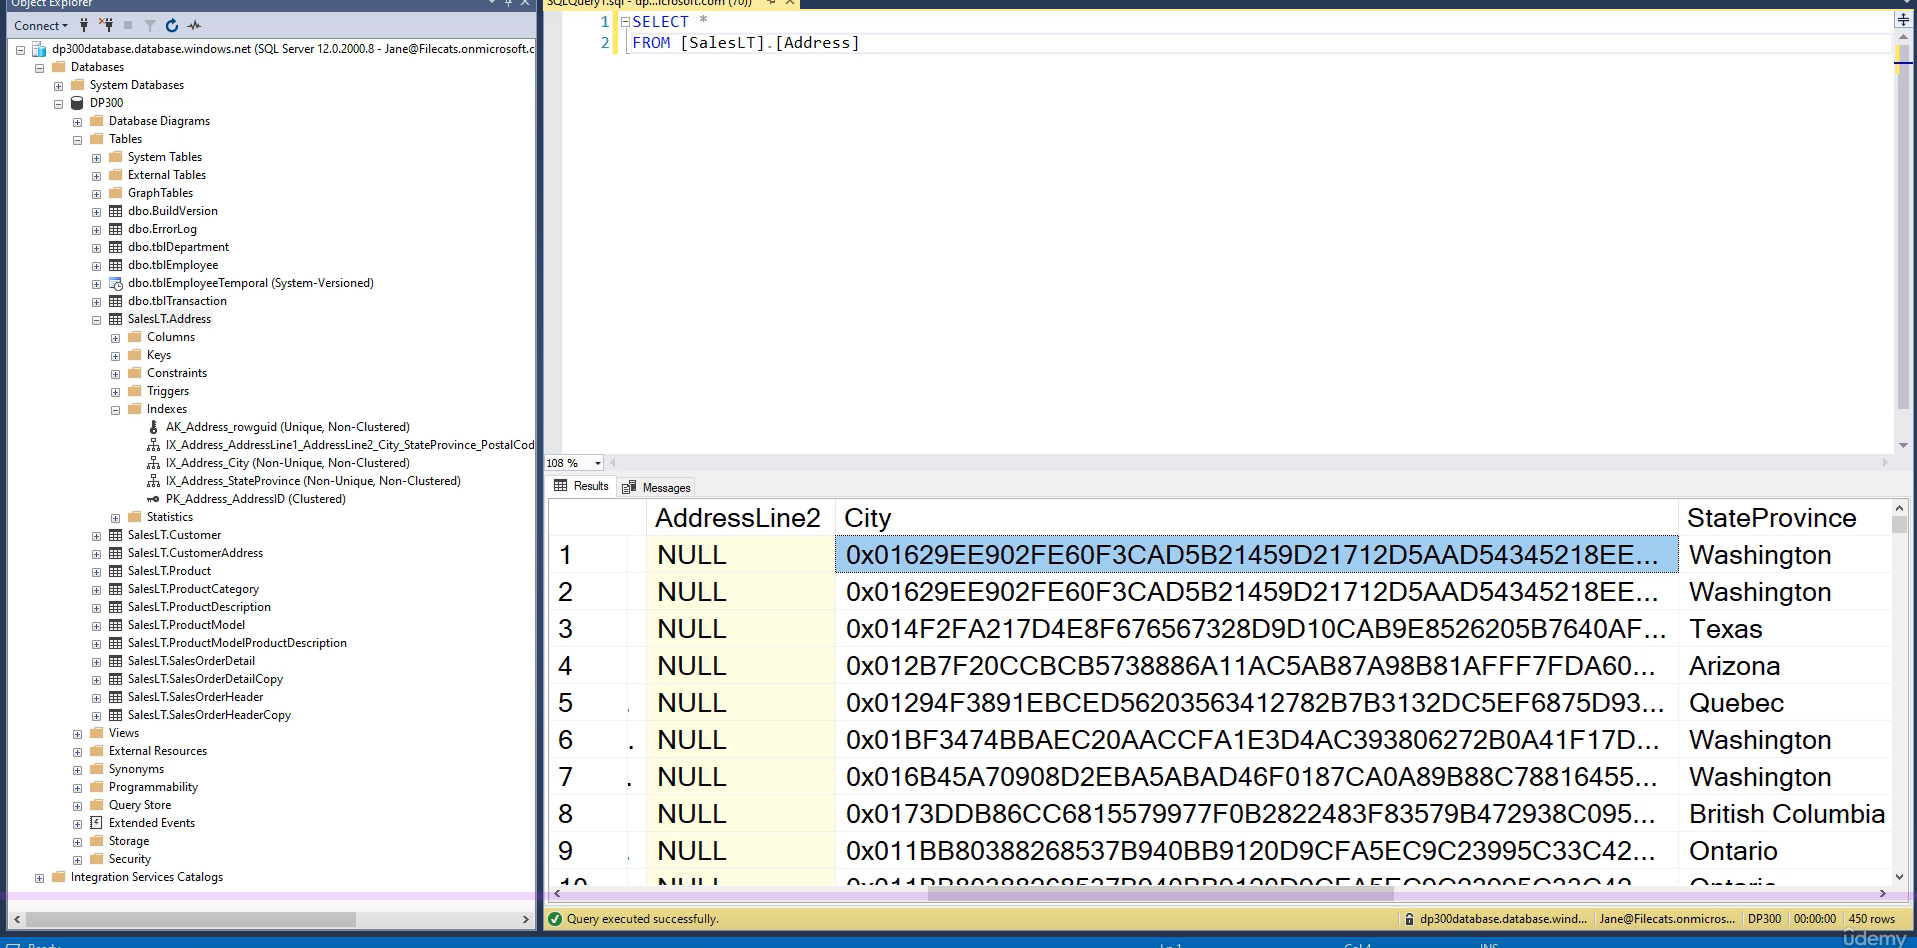 Object Explorer
Connect
dp300database.database.windows.net (SQL Server 12.0.2000.8 - Jane@Filecats.onmicrosoft.c
Databases
System Databases
DP300
Database Diagrams
Tables
System Tables
External Tables
GraphTables
dbo.BuildVersion
dbo.ErrorLog
dbo.tblDepartment
dbo.tblEmployee
dbo.tblEmployeeTemporal (System-Versioned)
dbo.tblTransaction
SalesLT.Address
Columns
Keys
Constraints
Triggers
Indexes
AK_Address_rowguid (Unique, Non-Clustered)
IX_Address_AddressLine1_AddressLine2_City_StateProvince_PostalCod
IX_Address_City (Non-Unique, Non-Clustered)
IX_Address_StateProvince (Non-Unique, Non-Clustered)
PK_Address_AddressID (Clustered)
Statistics
SalesLT.Customer
SalesLT.CustomerAddress
SalesLT.Product
SalesLT.ProductCategory
SalesLT.ProductDescription
SalesLT.ProductModel
SalesLT.ProductModelProductDescription
SalesLT.SalesOrderDetail
SalesLT.SalesOrderDetailCopy
SalesLT.SalesOrderHeader
SalesLT.SalesOrderHeaderCopy
Views
External Resources
Synonyms
Programmability
Query Store
Extended Events
Storage
Security
Integration Services Catalogs
SQLQuery1.sql - dp...icrosoft.com (70))
1 SELECT *
2 FROM [SalesLT].[Address]
108 %
Results Messages
AddressLine2 City StateProvince
1 NULL 0x01629EE902FE60F3CAD5B21459D21712D5AAD54345218EE... Washington
2 NULL 0x01629EE902FE60F3CAD5B21459D21712D5AAD54345218EE... Washington
3 NULL 0x014F2FA217D4E8F676567328D9D10CAB9E8526205B7640AF... Texas
4 NULL 0x012B7F20CCBCB5738886A11AC5AB87A98B81AFFF7FDA60... Arizona
5 NULL 0x01294F3891EBCED56203563412782B7B3132DC5EF6875D93... Quebec
6 . NULL 0x01BF3474BBAEC20AACCFA1E3D4AC393806272B0A41F17D... Washington
7 . NULL 0x016B45A70908D2EBA5ABAD46F0187CA0A89B88C78816455... Washington
8 NULL 0x0173DDB86CC6815579977F0B2822483F83579B472938C095... British Columbia
9 NULL 0x011BB80388268537B940BB9120D9CFA5EC9C23995C33C42... Ontario
10 NULL 0x011BB80388268537B940BB9120D9CFA5EC9C23995C33C42... Ontario
Query executed successfully.
dp300database.database.wind... Jane@Filecats.onmicros... DP300 00:00:00 450 rows
Ready Ln 1 Col 4 INS
ûdemy